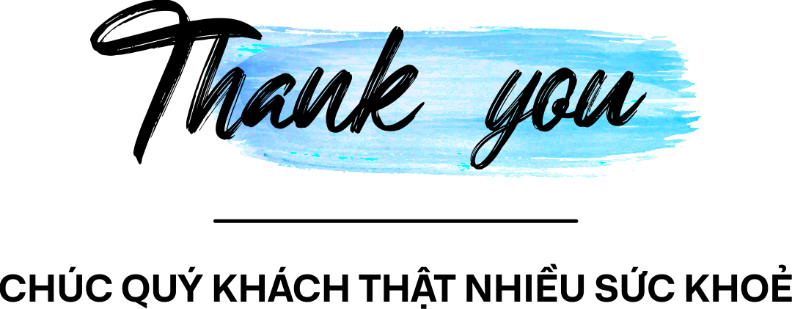 Thank you
CHÚC QUÝ KHÁCH THẬT NHIỀU SỨC KHOẺ